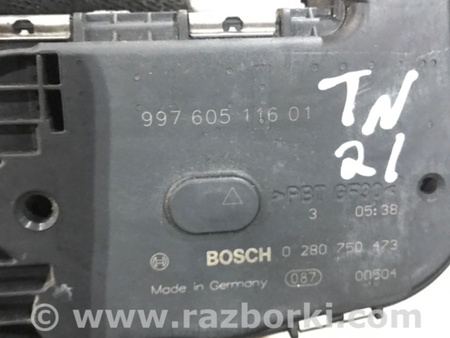 997 605 116 01
TN
21
>PBT GF30<
3 05:38
BOSCH 0 280 750 473
Made in Germany 087 00504
© www.razborki.com